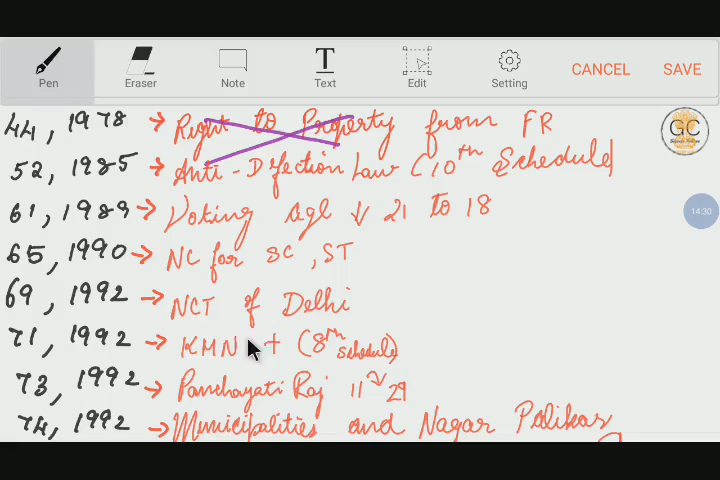 Pen Eraser Note Text Edit Setting CANCEL SAVE
44, 1978 → Right to Property from FR
GC
52, 1985 → Anti-Defection Law (10th Schedule)
14:30
61, 1989 → Voting age ↓ 21 to 18
65, 1990 → NC for SC, ST
69, 1992 → NCT of Delhi
71, 1992 → KMN + (8th Schedule)
73, 1992 → Panchayati Raj 11 29
74, 1992 → Municipalities and Nagar Palikas